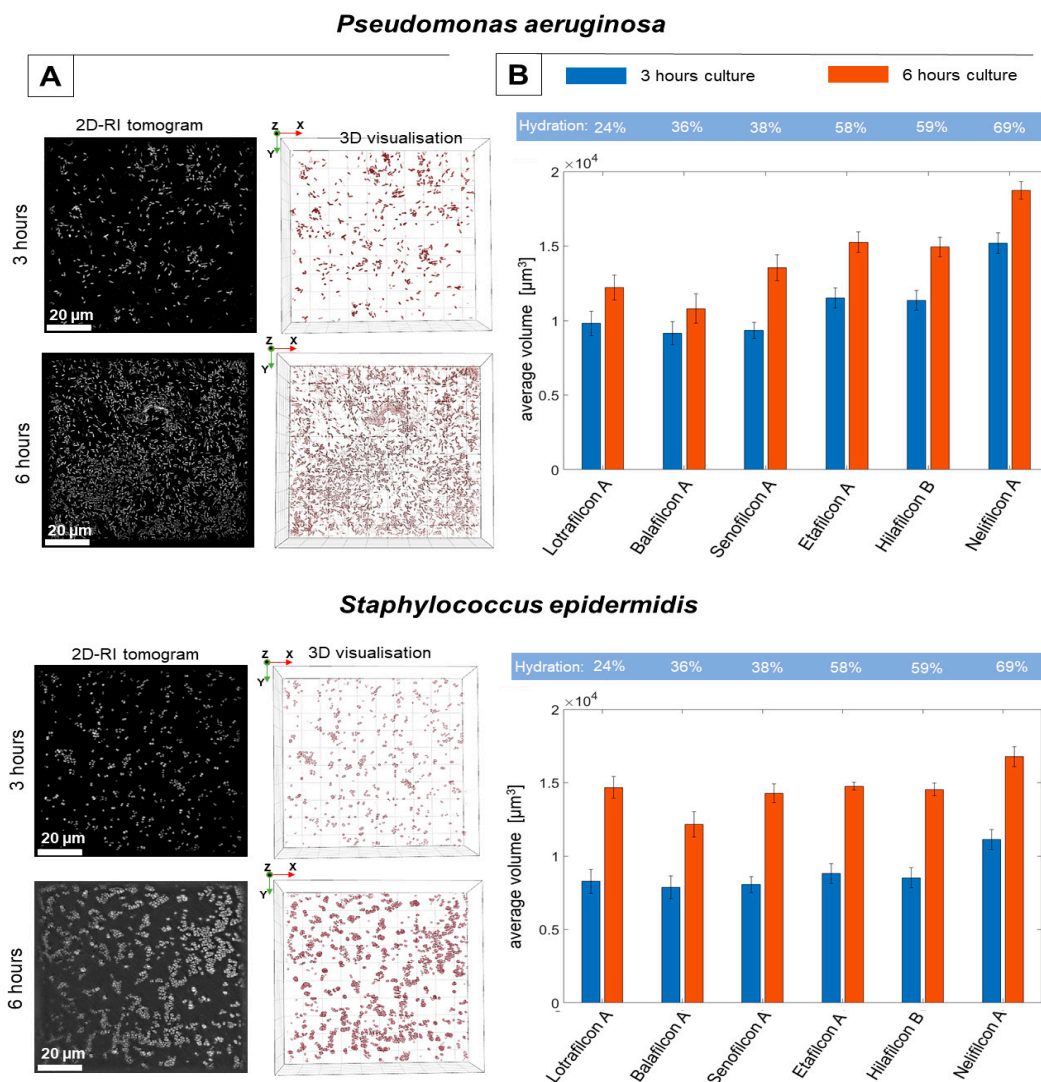 Pseudomonas aeruginosa
A
2D-RI tomogram
3D visualisation
Z X
Y
3 hours
20 µm
Z X
Y
6 hours
20 µm
B
3 hours culture 6 hours culture
Hydration: 24% 36% 38% 58% 59% 69%
×10⁴
average volume [µm³]
2
1.5
1
0.5
0
Lotrafilcon A
Balafilcon A
Senofilcon A
Etafilcon A
Hilafilcon B
Nelifilcon A
Staphylococcus epidermidis
2D-RI tomogram
3D visualisation
Z X
Y
3 hours
20 µm
Z X
Y
6 hours
20 µm
Hydration: 24% 36% 38% 58% 59% 69%
×10⁴
average volume [µm³]
2
1.5
1
0.5
0
Lotrafilcon A
Balafilcon A
Senofilcon A
Etafilcon A
Hilafilcon B
Nelifilcon A